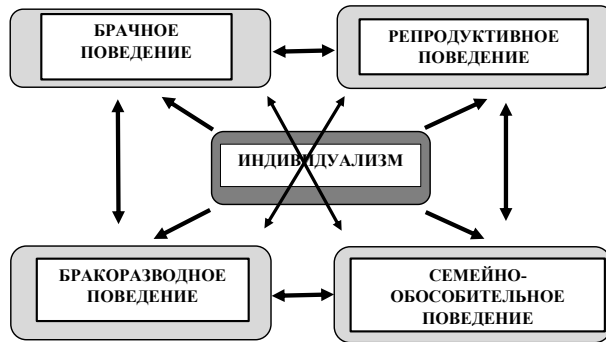 БРАЧНОЕ
ПОВЕДЕНИЕ
РЕПРОДУКТИВНОЕ
ПОВЕДЕНИЕ
ИНДИВИДУАЛИЗМ
БРАКОРАЗВОДНОЕ
ПОВЕДЕНИЕ
СЕМЕЙНО-
ОБОСОБИТЕЛЬНОЕ
ПОВЕДЕНИЕ